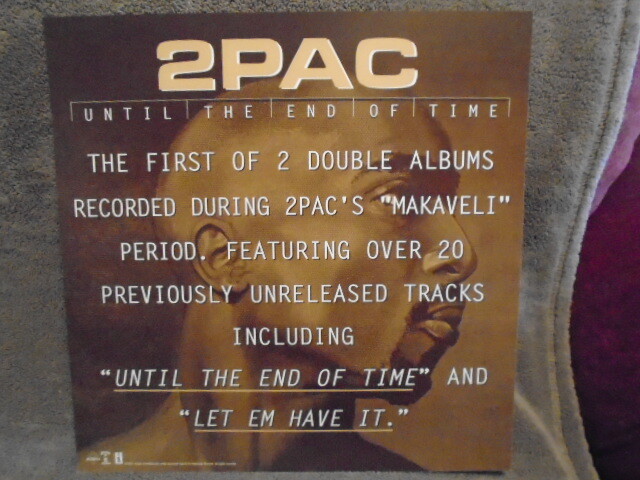 2PAC
UNTIL THE END OF TIME
THE FIRST OF 2 DOUBLE ALBUMS
RECORDED DURING 2PAC'S "MAKAVELI"
PERIOD. FEATURING OVER 20
PREVIOUSLY UNRELEASED TRACKS
INCLUDING
"UNTIL THE END OF TIME" AND
"LET EM HAVE IT."